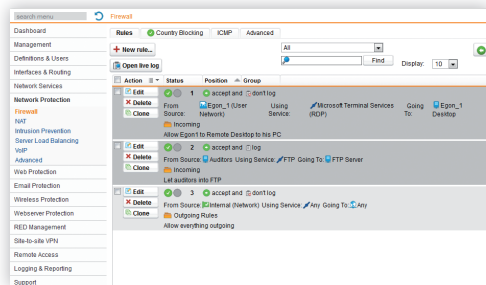 search menu
Firewall
Dashboard
Management
Definitions & Users
Interfaces & Routing
Network Services
Network Protection
Firewall
NAT
Intrusion Prevention
Server Load Balancing
VoIP
Advanced
Web Protection
Email Protection
Wireless Protection
Webserver Protection
RED Management
Site-to-site VPN
Remote Access
Logging & Reporting
Support
Rules Country Blocking ICMP Advanced
+ New rule... All
Open live log Find Display: 10
Action Status Position Group
Edit 1 accept and don't log
Delete From Source: Egon_1 (User Network) Using Service: Microsoft Terminal Services (RDP) Going To: Egon_1 Desktop
Clone
Incoming
Allow Egon1 to Remote Desktop to his PC
Edit 2 accept and don't log
Delete From Source: Auditors Using Service: FTP Going To: FTP Server
Clone Incoming
Let auditors into FTP
Edit 3 accept and don't log
Delete From Source: Internal (Network) Using Service: Any Going To: Any
Clone Outgoing Rules
Allow everything outgoing